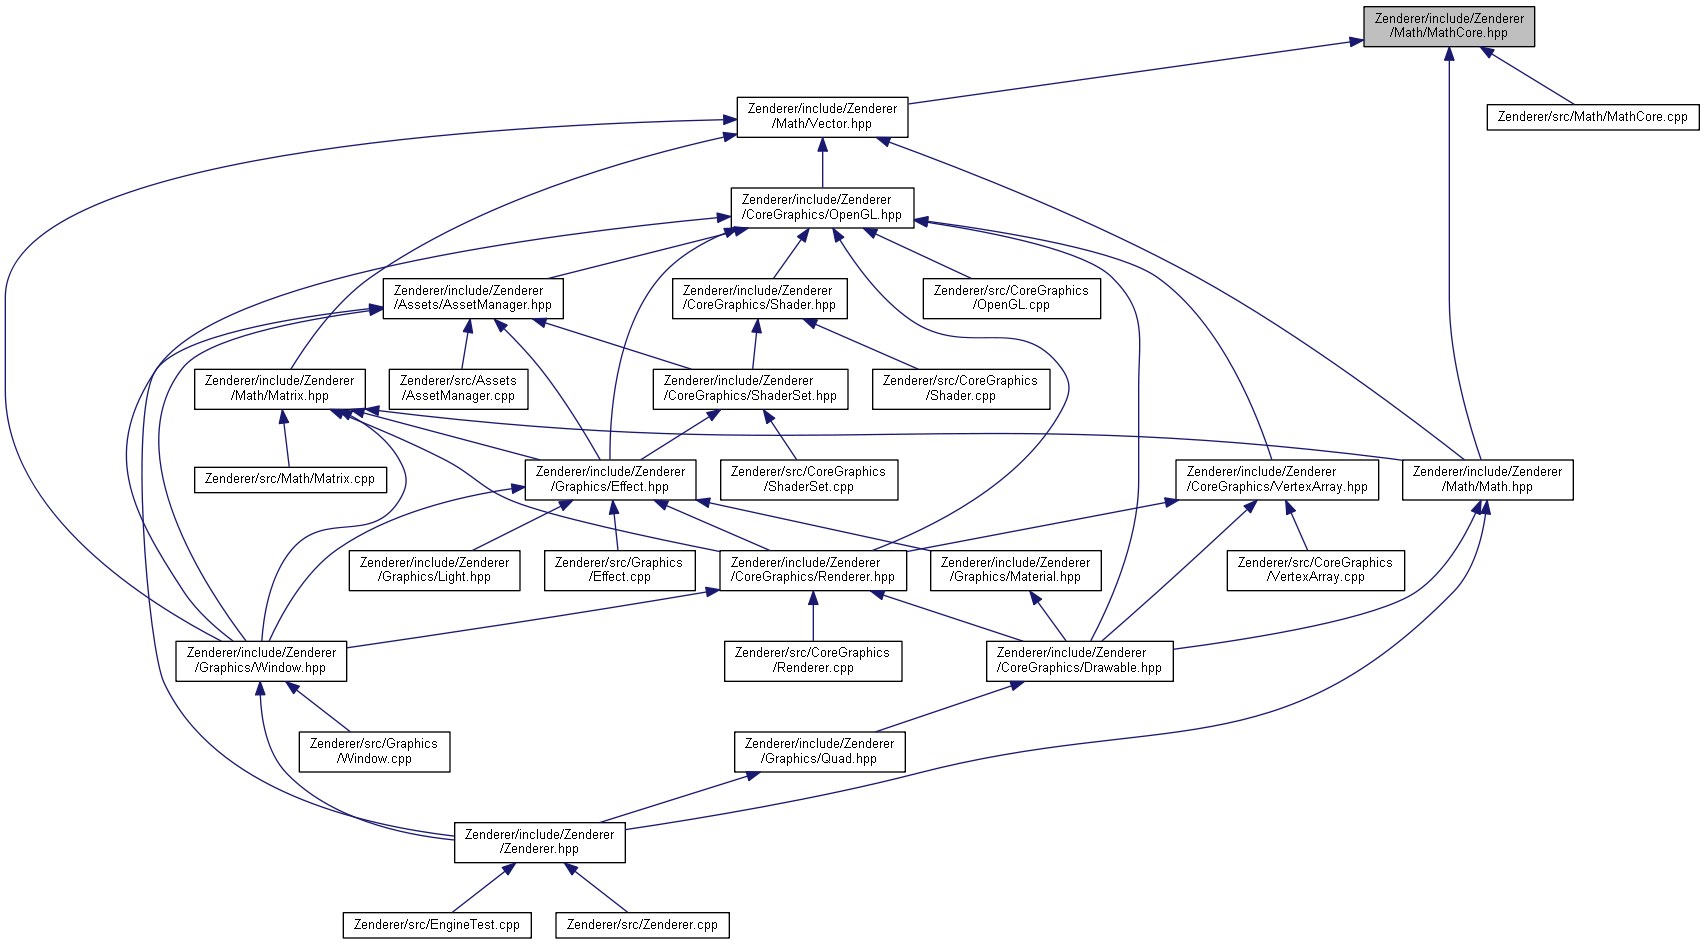 Zenderer/include/Zenderer
/Math/MathCore.hpp
Zenderer/include/Zenderer
/Math/Vector.hpp
Zenderer/src/Math/MathCore.cpp
Zenderer/include/Zenderer
/CoreGraphics/OpenGL.hpp
Zenderer/include/Zenderer
/Assets/AssetManager.hpp
Zenderer/include/Zenderer
/CoreGraphics/Shader.hpp
Zenderer/src/CoreGraphics
/OpenGL.cpp
Zenderer/include/Zenderer
/Math/Matrix.hpp
Zenderer/src/Assets
/AssetManager.cpp
Zenderer/include/Zenderer
/CoreGraphics/ShaderSet.hpp
Zenderer/src/CoreGraphics
/Shader.cpp
Zenderer/src/Math/Matrix.cpp
Zenderer/include/Zenderer
/Graphics/Effect.hpp
Zenderer/src/CoreGraphics
/ShaderSet.cpp
Zenderer/include/Zenderer
/CoreGraphics/VertexArray.hpp
Zenderer/include/Zenderer
/Math/Math.hpp
Zenderer/include/Zenderer
/Graphics/Light.hpp
Zenderer/src/Graphics
/Effect.cpp
Zenderer/include/Zenderer
/CoreGraphics/Renderer.hpp
Zenderer/include/Zenderer
/Graphics/Material.hpp
Zenderer/src/CoreGraphics
/VertexArray.cpp
Zenderer/include/Zenderer
/Graphics/Window.hpp
Zenderer/src/CoreGraphics
/Renderer.cpp
Zenderer/include/Zenderer
/CoreGraphics/Drawable.hpp
Zenderer/src/Graphics
/Window.cpp
Zenderer/include/Zenderer
/Graphics/Quad.hpp
Zenderer/include/Zenderer
/Zenderer.hpp
Zenderer/src/EngineTest.cpp
Zenderer/src/Zenderer.cpp